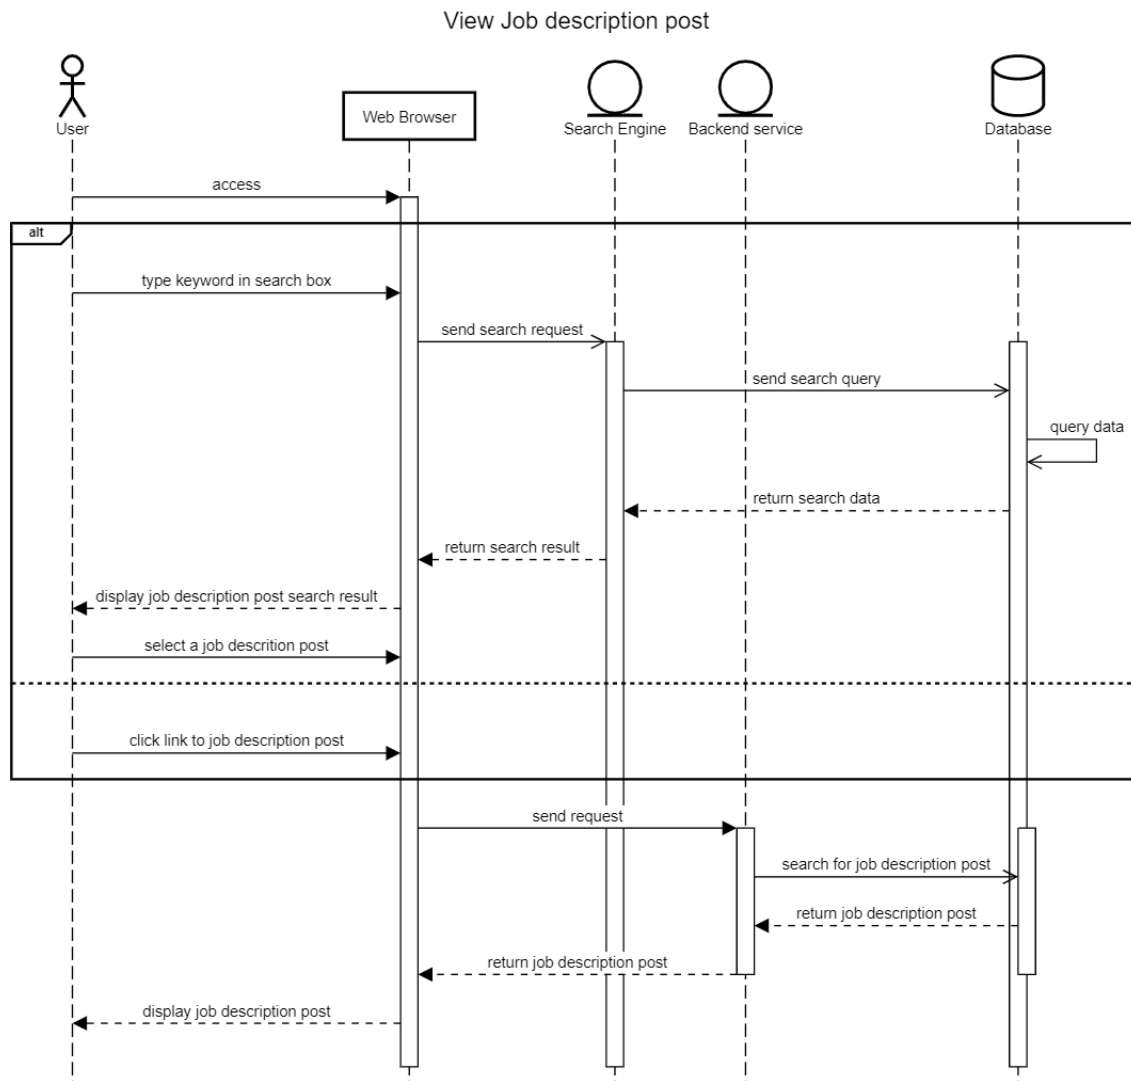 View Job description post
User
Web Browser
Search Engine
Backend service
Database
access
alt
type keyword in search box
send search request
send search query
query data
return search data
return search result
display job description post search result
select a job descrition post
click link to job description post
send request
search for job description post
return job description post
return job description post
display job description post